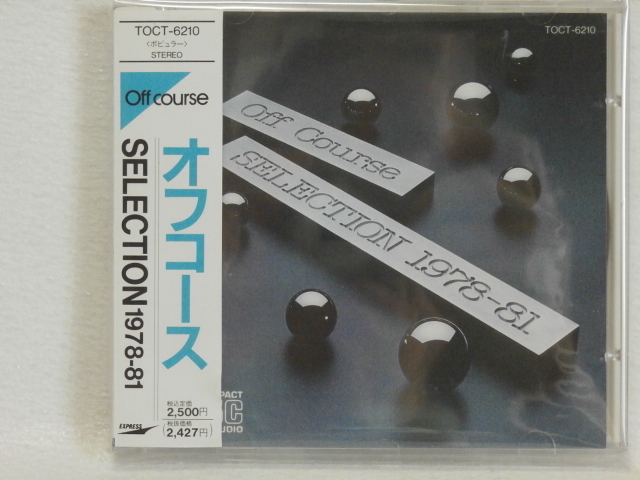 TOCT-6210
〈ポピュラー〉
STEREO
Off course
オフコース
SELECTION 1978-81
税込定価
2,500円
税抜価格
(2,427円)
EXPRESS
TOCT-6210
Off Course
SELECTION 1978-81